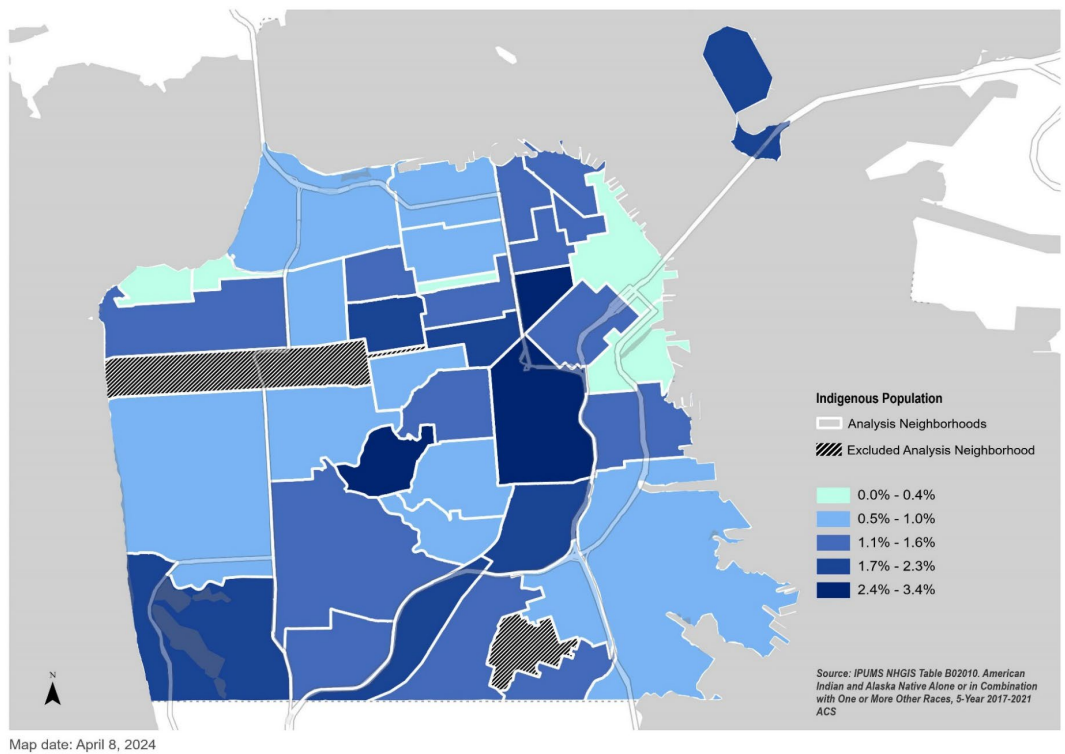 N
Indigenous Population
Analysis Neighborhoods
Excluded Analysis Neighborhood
0.0% - 0.4%
0.5% - 1.0%
1.1% - 1.6%
1.7% - 2.3%
2.4% - 3.4%
Source: IPUMS NHGIS Table B02010. American
Indian and Alaska Native Alone or in Combination
with One or More Other Races, 5-Year 2017-2021
ACS
Map date: April 8, 2024